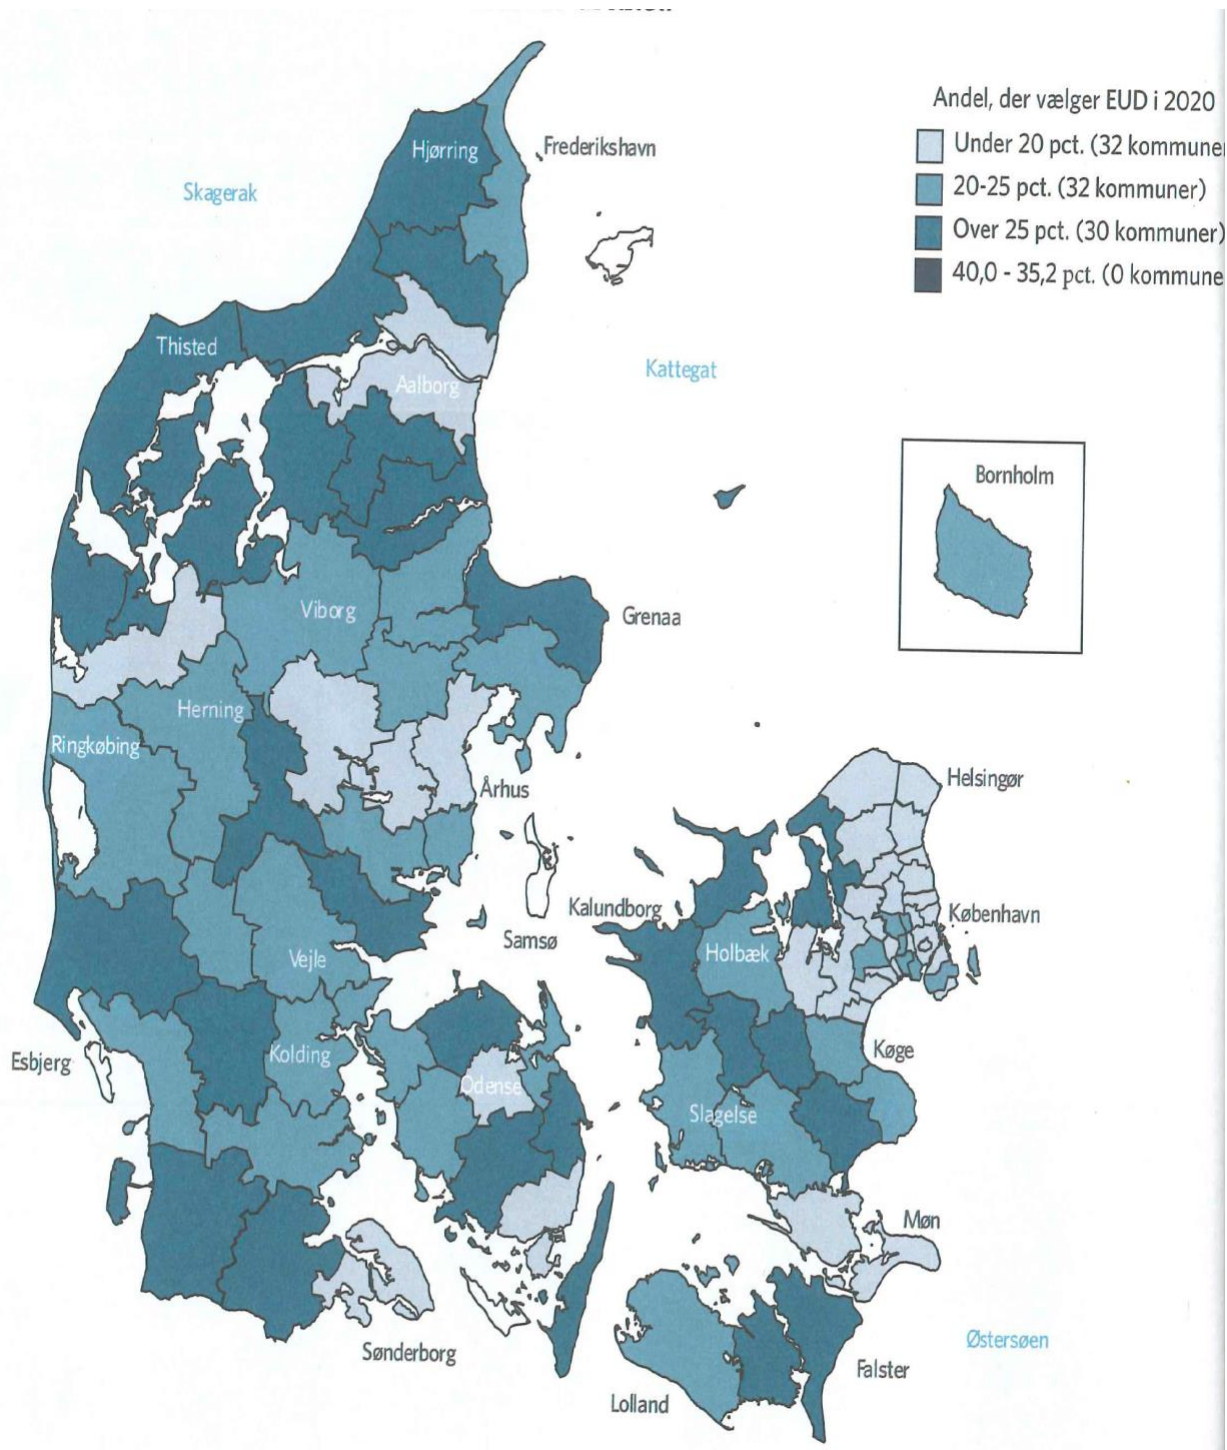 Andel, der vælger EUD i 2020
Under 20 pct. (32 kommune
20-25 pct. (32 kommuner)
Over 25 pct. (30 kommuner)
40,0 - 35,2 pct. (0 kommune
Hjørring
Frederikshavn
Skagerak
Thisted
Kattegat
Aalborg
Bornholm
Viborg
Grenaa
Herning
Ringkøbing
Helsingør
Århus
Kalundborg
København
Samsø
Holbæk
Vejle
Esbjerg
Kolding
Køge
Odense
Slagelse
Møn
Sønderborg
Østersøen
Falster
Lolland